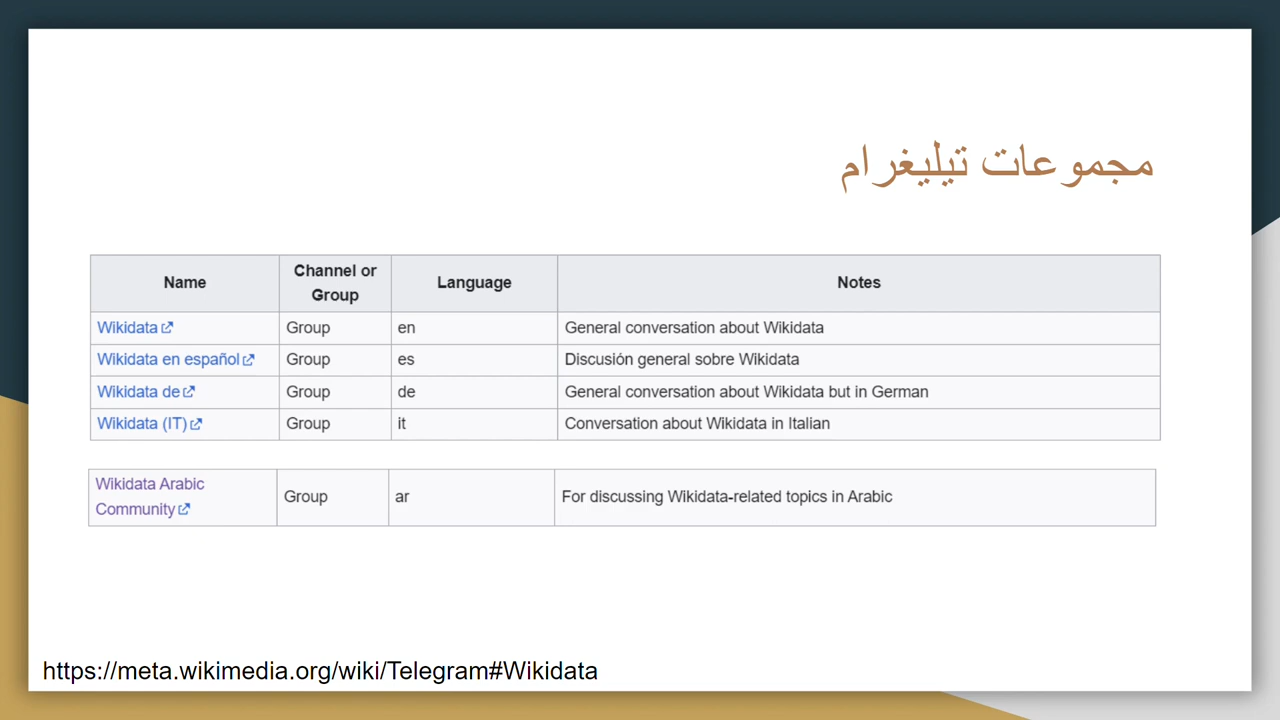 مجموعات تيليغرام
Name Channel or Group Language Notes
Wikidata Group en General conversation about Wikidata
Wikidata en español Group es Discusión general sobre Wikidata
Wikidata de Group de General conversation about Wikidata but in German
Wikidata (IT) Group it Conversation about Wikidata in Italian
Wikidata Arabic Community Group ar For discussing Wikidata-related topics in Arabic
https://meta.wikimedia.org/wiki/Telegram#Wikidata